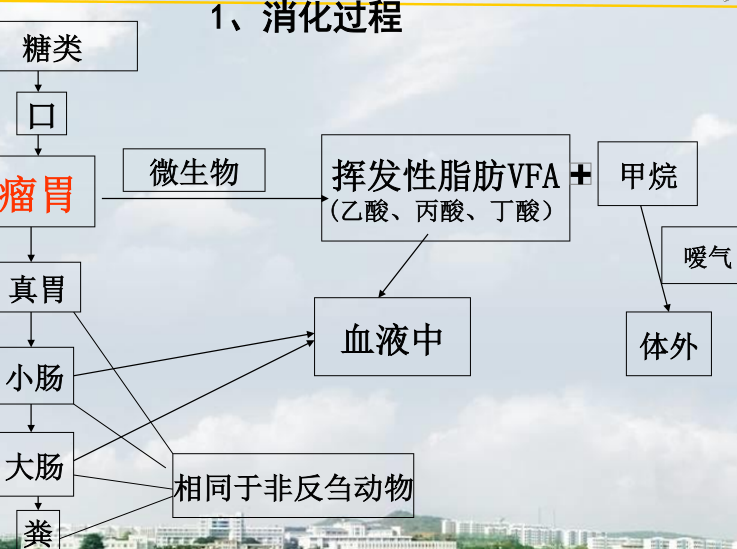 1、消化过程
糖类
口
瘤胃
微生物
挥发性脂肪VFA
(乙酸、丙酸、丁酸）
+
甲烷
嗳气
真胃
血液中
体外
小肠
大肠
相同于非反刍动物
粪